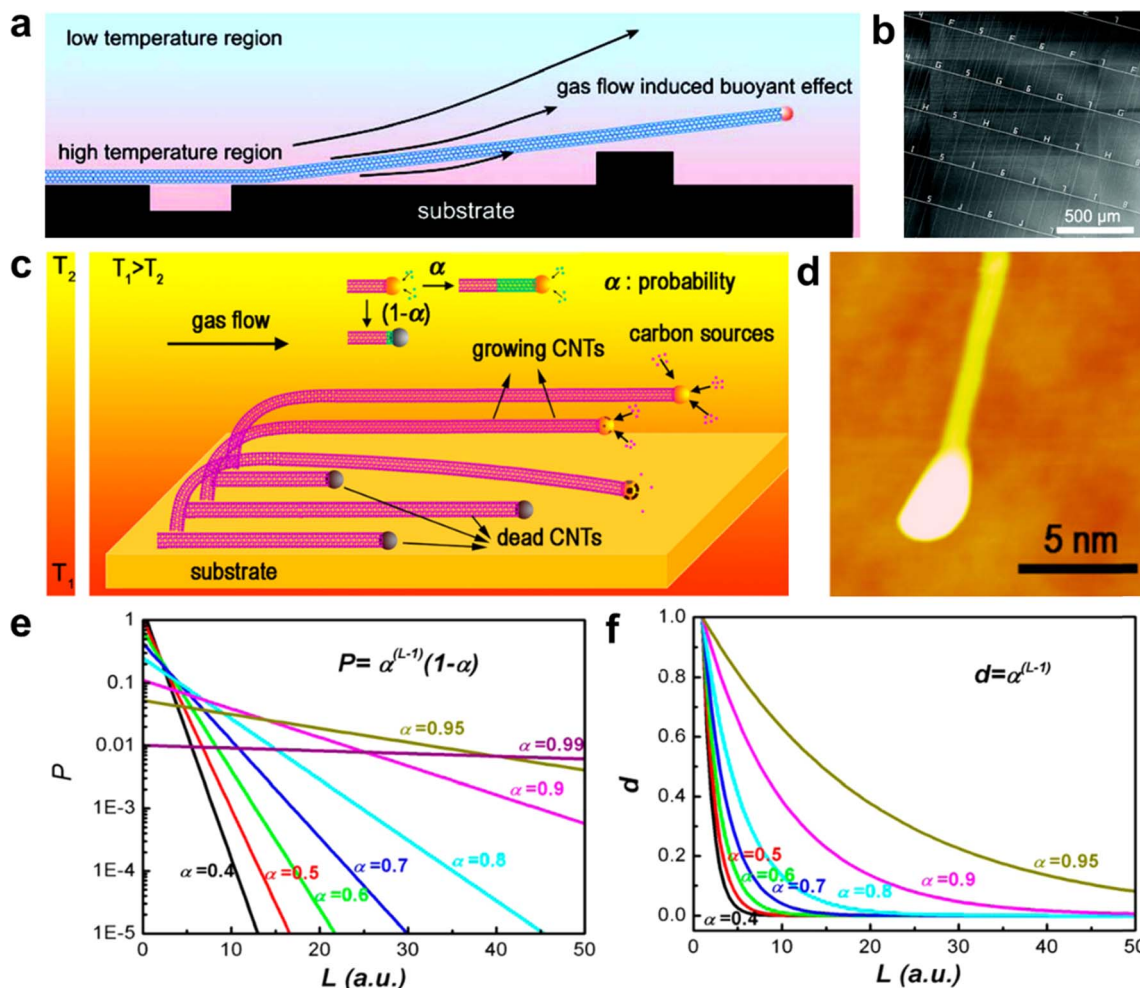 a
low temperature region
gas flow induced buoyant effect
high temperature region
substrate
b
500 μm
c
T₂
T₁>T₂
α
α : probability
(1-α)
gas flow
carbon sources
growing CNTs
dead CNTs
substrate
T₁
d
5 nm
e
P= α^(L-1)(1-α)
P
1
0.1
0.01
1E-3
1E-4
1E-5
α=0.95
α=0.99
α=0.9
α=0.8
α=0.7
α=0.6
α=0.5
α=0.4
0 10 20 30 40 50
L (a.u.)
f
d=α^(L-1)
d
1.0
0.8
0.6
0.4
0.2
0.0
α=0.95
α=0.9
α=0.8
α=0.7
α=0.6
α=0.5
α=0.4
0 10 20 30 40 50
L (a.u.)